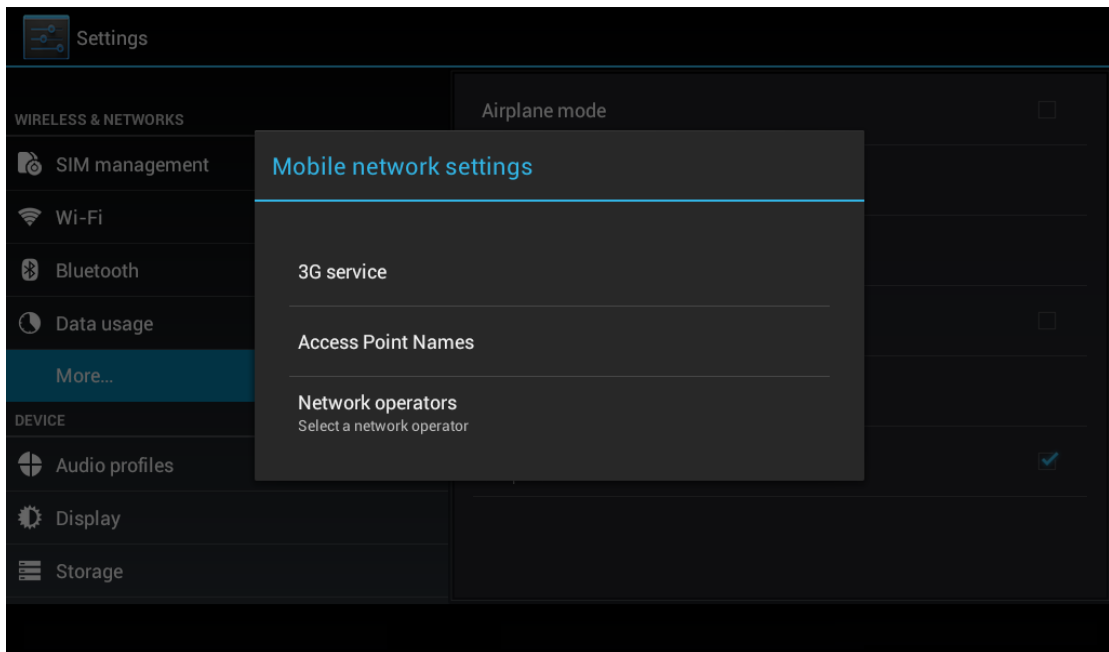 Settings
WIRELESS & NETWORKS
SIM management
Wi-Fi
Bluetooth
Data usage
More...
DEVICE
Audio profiles
Display
Storage
Airplane mode
Mobile network settings
3G service
Access Point Names
Network operators
Select a network operator